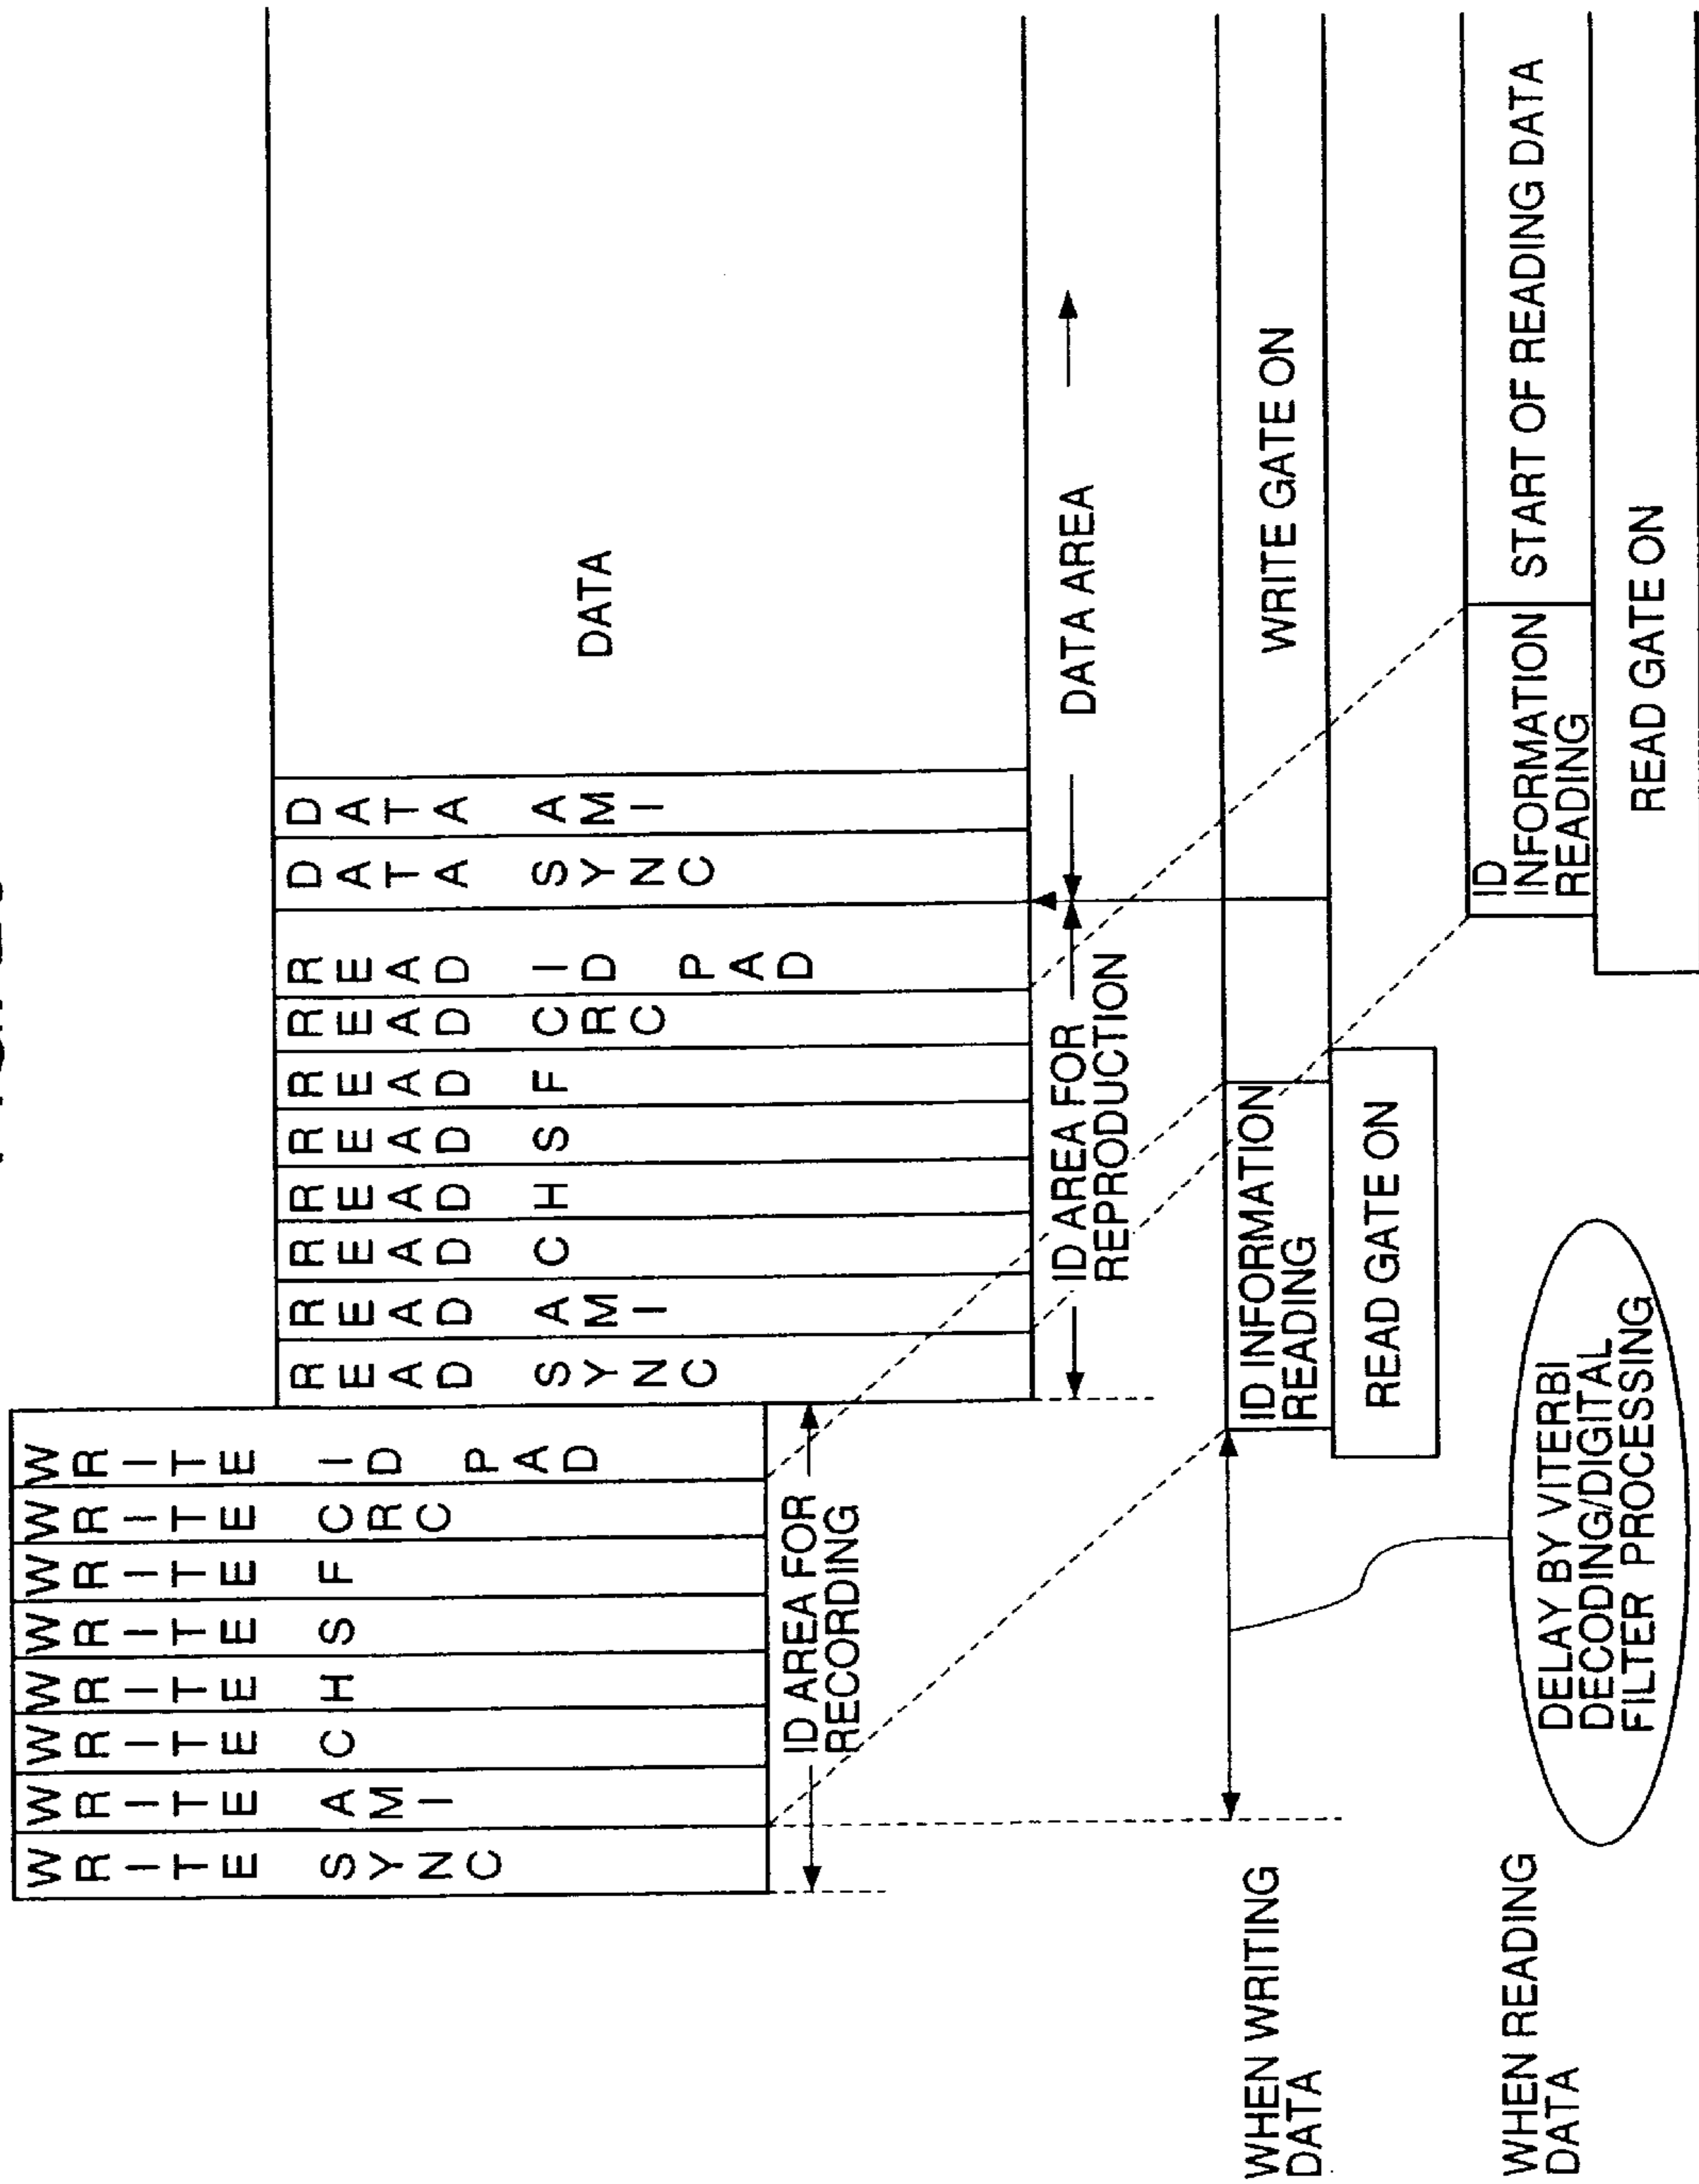 WRITE SYNC
WRITE AMI
WRITE C
WRITE H
WRITE S
WRITE F
WRITE CRC
WRITE ID PAD
READ SYNC
READ AMI
READ C
READ H
READ S
READ F
READ CRC
READ ID PAD
DATA SYNC
DATA AMI
DATA
ID AREA FOR
RECORDING
ID AREA FOR
REPRODUCTION
DATA AREA
WHEN WRITING
DATA
ID INFORMATION
READING
WRITE GATE ON
READ GATE ON
WHEN READING
DATA
DELAY BY VITERBI
DECODING/DIGITAL
FILTER PROCESSING
ID
INFORMATION
READING
START OF READING DATA
READ GATE ON